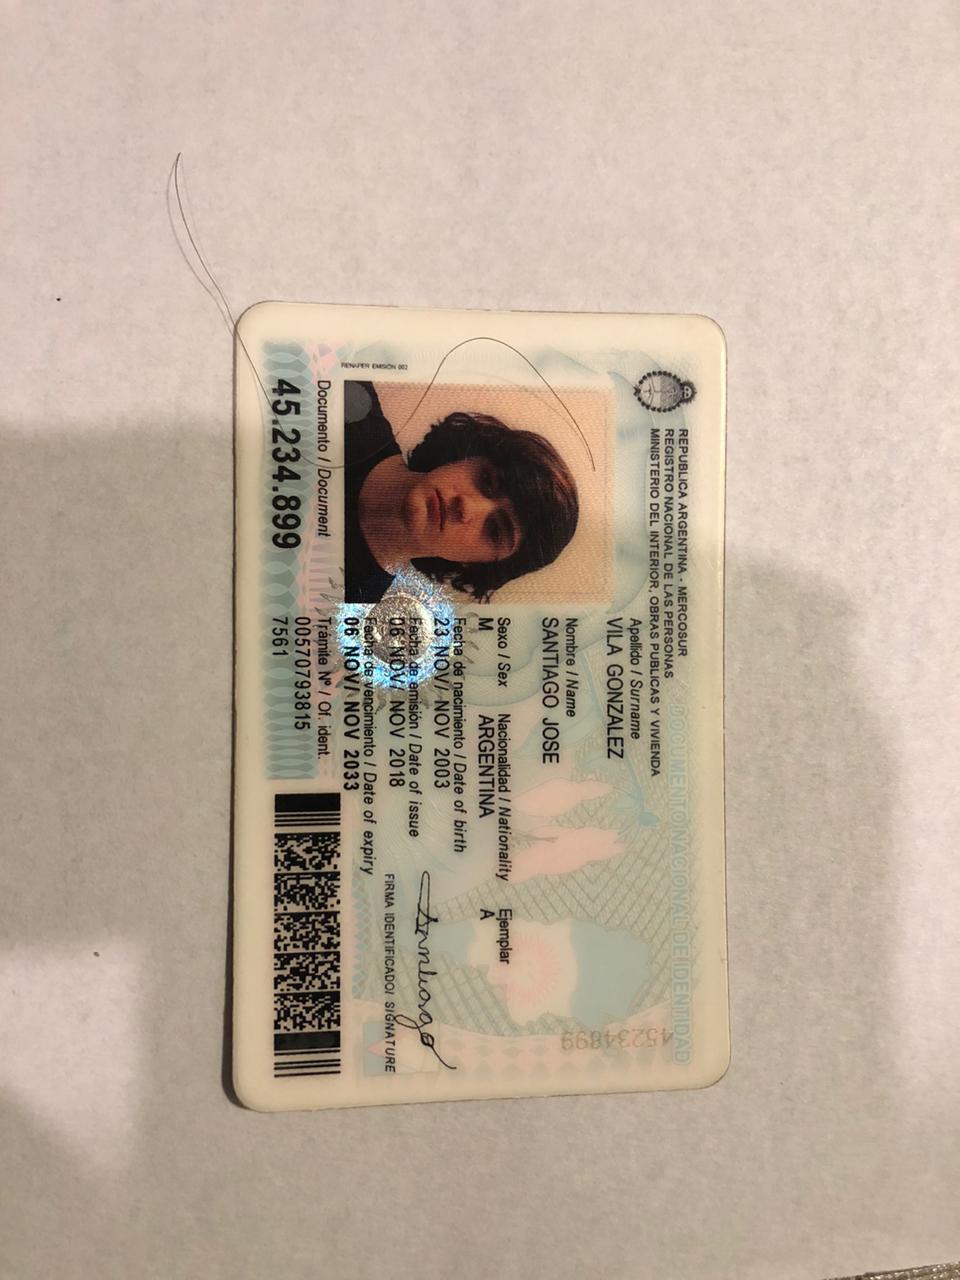 REPUBLICA ARGENTINA - MERCOSUR
REGISTRO NACIONAL DE LAS PERSONAS
MINISTERIO DEL INTERIOR, OBRAS PUBLICAS Y VIVIENDA
DOCUMENTO NACIONAL DE IDENTIDAD
Apellido / Surname
VILA GONZALEZ
Nombre / Name
SANTIAGO JOSE
Sexo / Sex Nacionalidad / Nationality Ejemplar
M ARGENTINA A
Fecha de nacimiento / Date of birth
23 NOV/ NOV 2003
Fecha de emisión / Date of issue
06 NOV/ NOV 2018
Fecha de vencimiento / Date of expiry
06 NOV/ NOV 2033
Santiago
FIRMA IDENTIFICADO/ SIGNATURE
45234899
RENAPER EMISIÓN 002
Documento / Document
45.234.899
Trámite Nº / Of. ident.
00570793815
7561